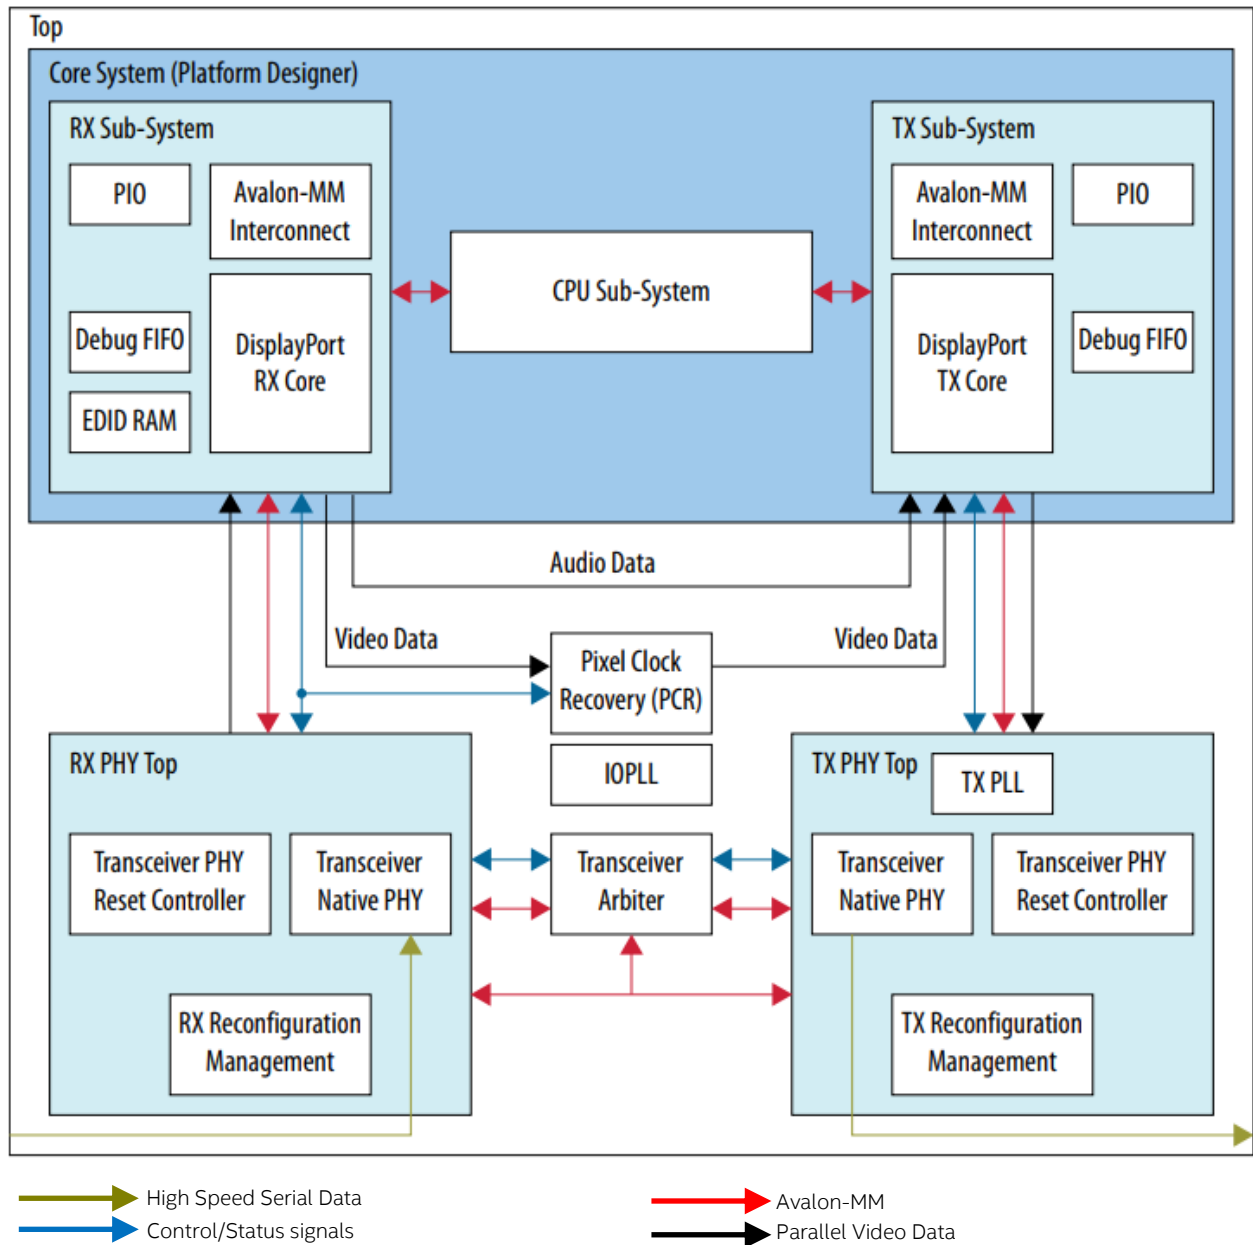 Top
Core System (Platform Designer)
RX Sub-System
PIO
Avalon-MM
Interconnect
Debug FIFO
DisplayPort
RX Core
EDID RAM
CPU Sub-System
TX Sub-System
Avalon-MM
Interconnect
PIO
DisplayPort
TX Core
Debug FIFO
Audio Data
Video Data
Pixel Clock
Recovery (PCR)
Video Data
IOPLL
RX PHY Top
Transceiver PHY
Reset Controller
Transceiver
Native PHY
RX Reconfiguration
Management
Transceiver
Arbiter
TX PHY Top
TX PLL
Transceiver
Native PHY
Transceiver PHY
Reset Controller
TX Reconfiguration
Management
High Speed Serial Data
Control/Status signals
Avalon-MM
Parallel Video Data